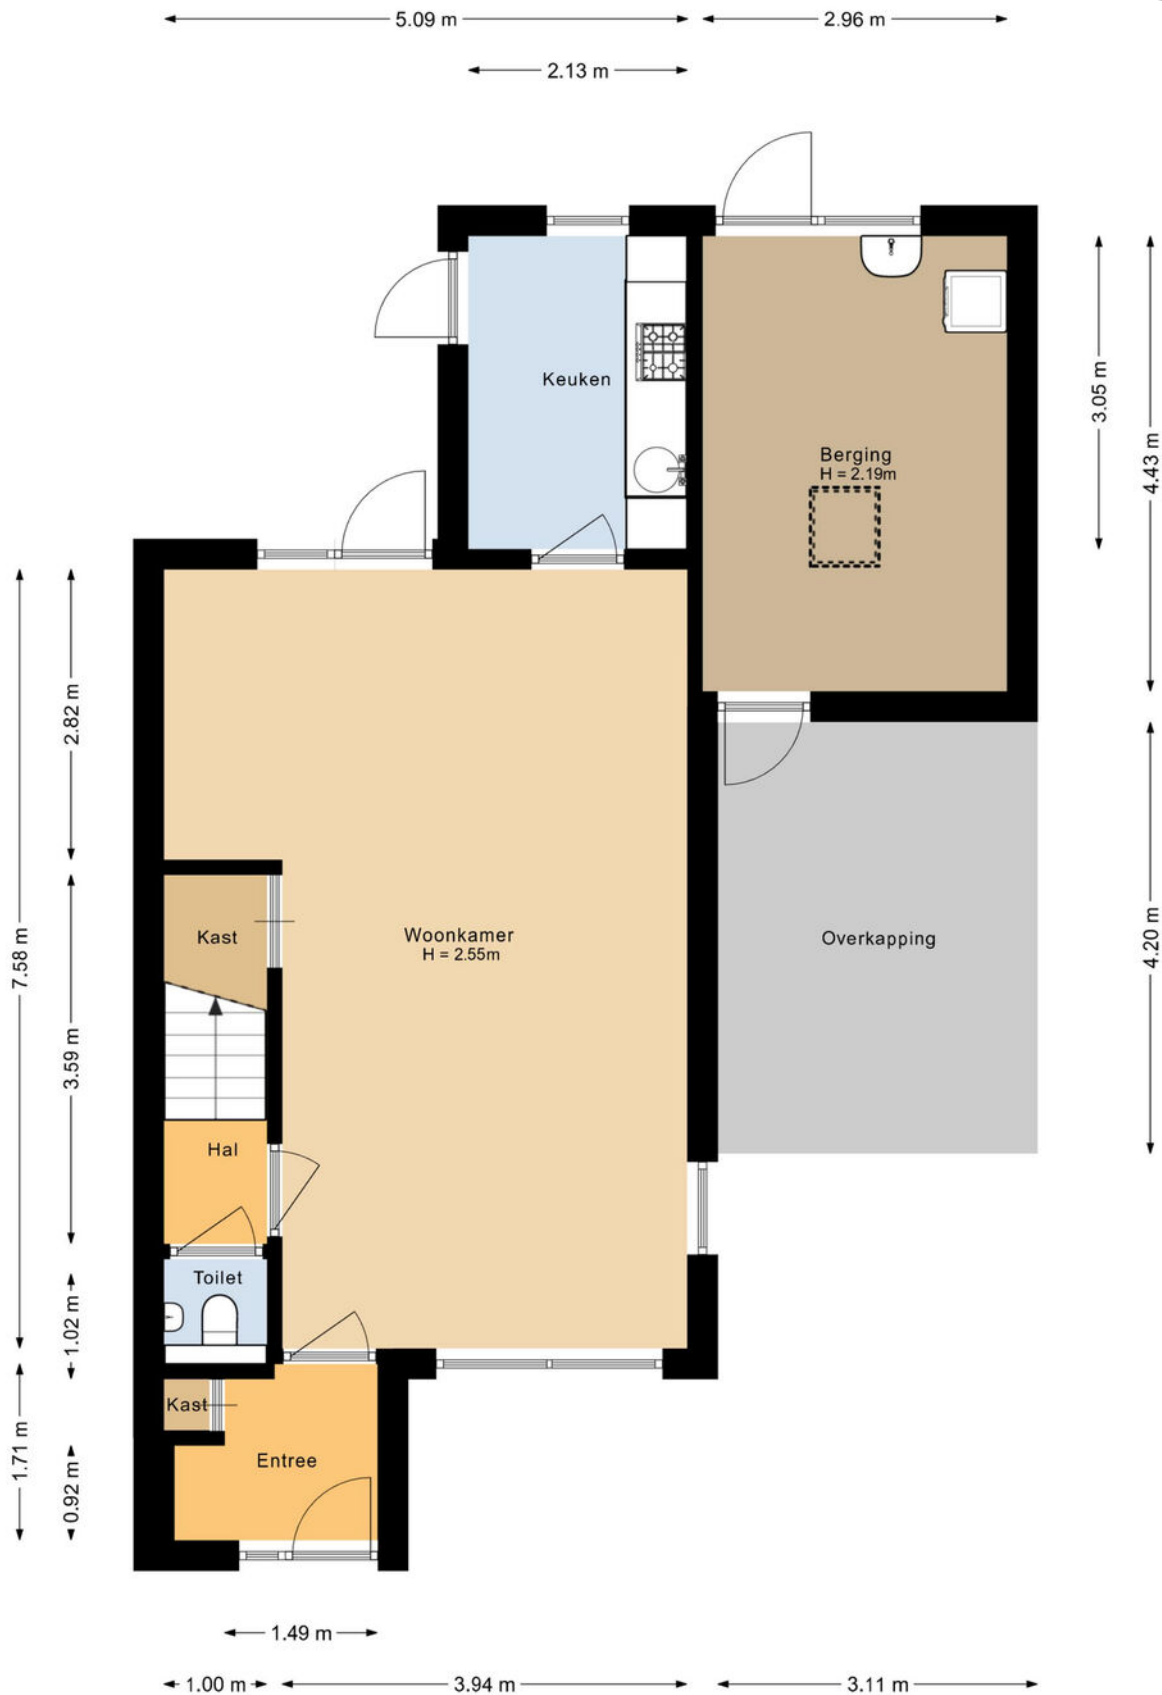 5.09 m
2.96 m
2.13 m
Keuken
3.05 m
4.43 m
Berging
H = 2.19m
2.82 m
7.58 m
Kast
Woonkamer
H = 2.55m
Overkapping
4.20 m
3.59 m
Hal
Toilet
1.02 m
Kast
1.71 m
Entree
0.92 m
1.49 m
1.00 m
3.94 m
3.11 m